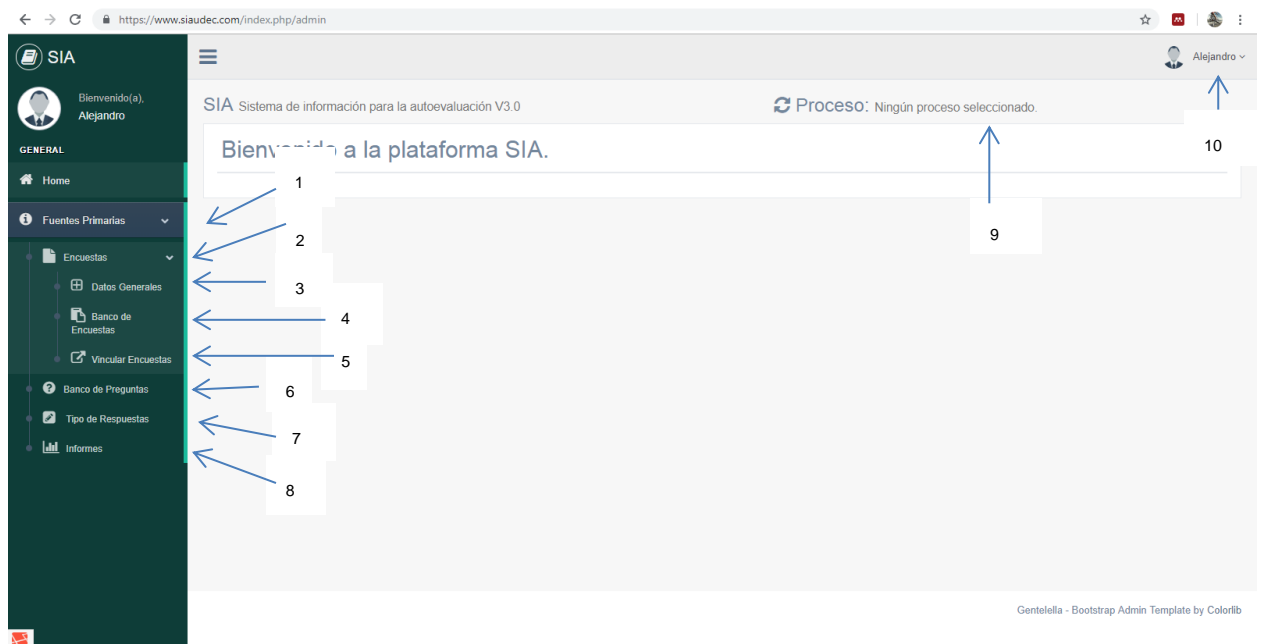 https://www.siaudec.com/index.php/admin
SIA
Alejandro
Bienvenido(a),
Alejandro
SIA Sistema de información para la autoevaluación V3.0
Proceso: Ningún proceso seleccionado.
GENERAL
Bienvenido a la plataforma SIA.
10
Home
1
Fuentes Primarias
9
2
Encuestas
Datos Generales
3
Banco de
Encuestas
4
Vincular Encuestas
5
Banco de Preguntas
6
Tipo de Respuestas
7
Informes
8
Gentelella - Bootstrap Admin Template by Colorlib